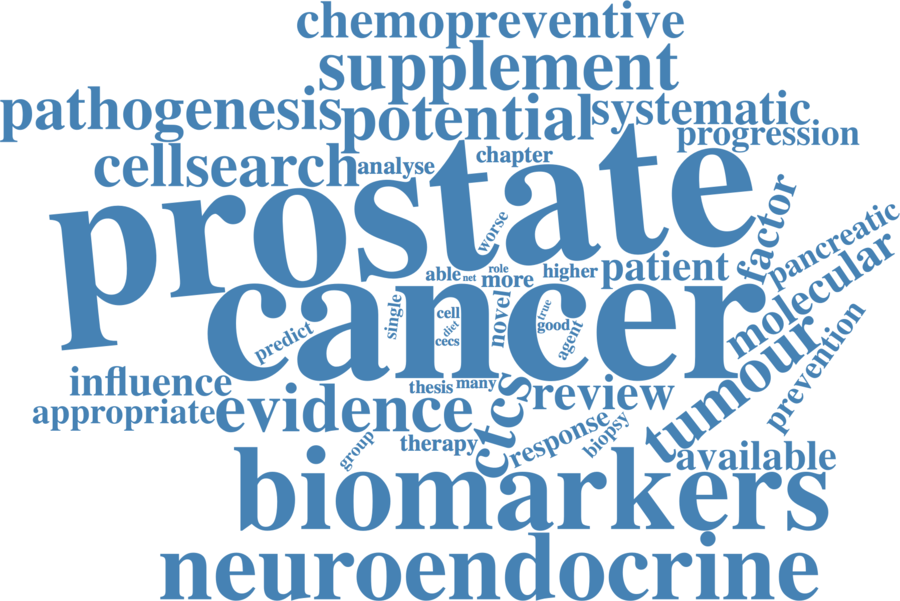 chemopreventive
supplement
pathogenesis
potential
systematic
progression
cellsearch
analyse
chapter
prostate
worse
factor
pancreatic
able
net
role
more
higher
patient
cancer
molecular
single
cell
diet
cecs
novel
true
good
agent
predict
tumour
prevention
influence
thesis
many
ctcs
review
appropriate
evidence
group
therapy
response
biopsy
available
biomarkers
neuroendocrine